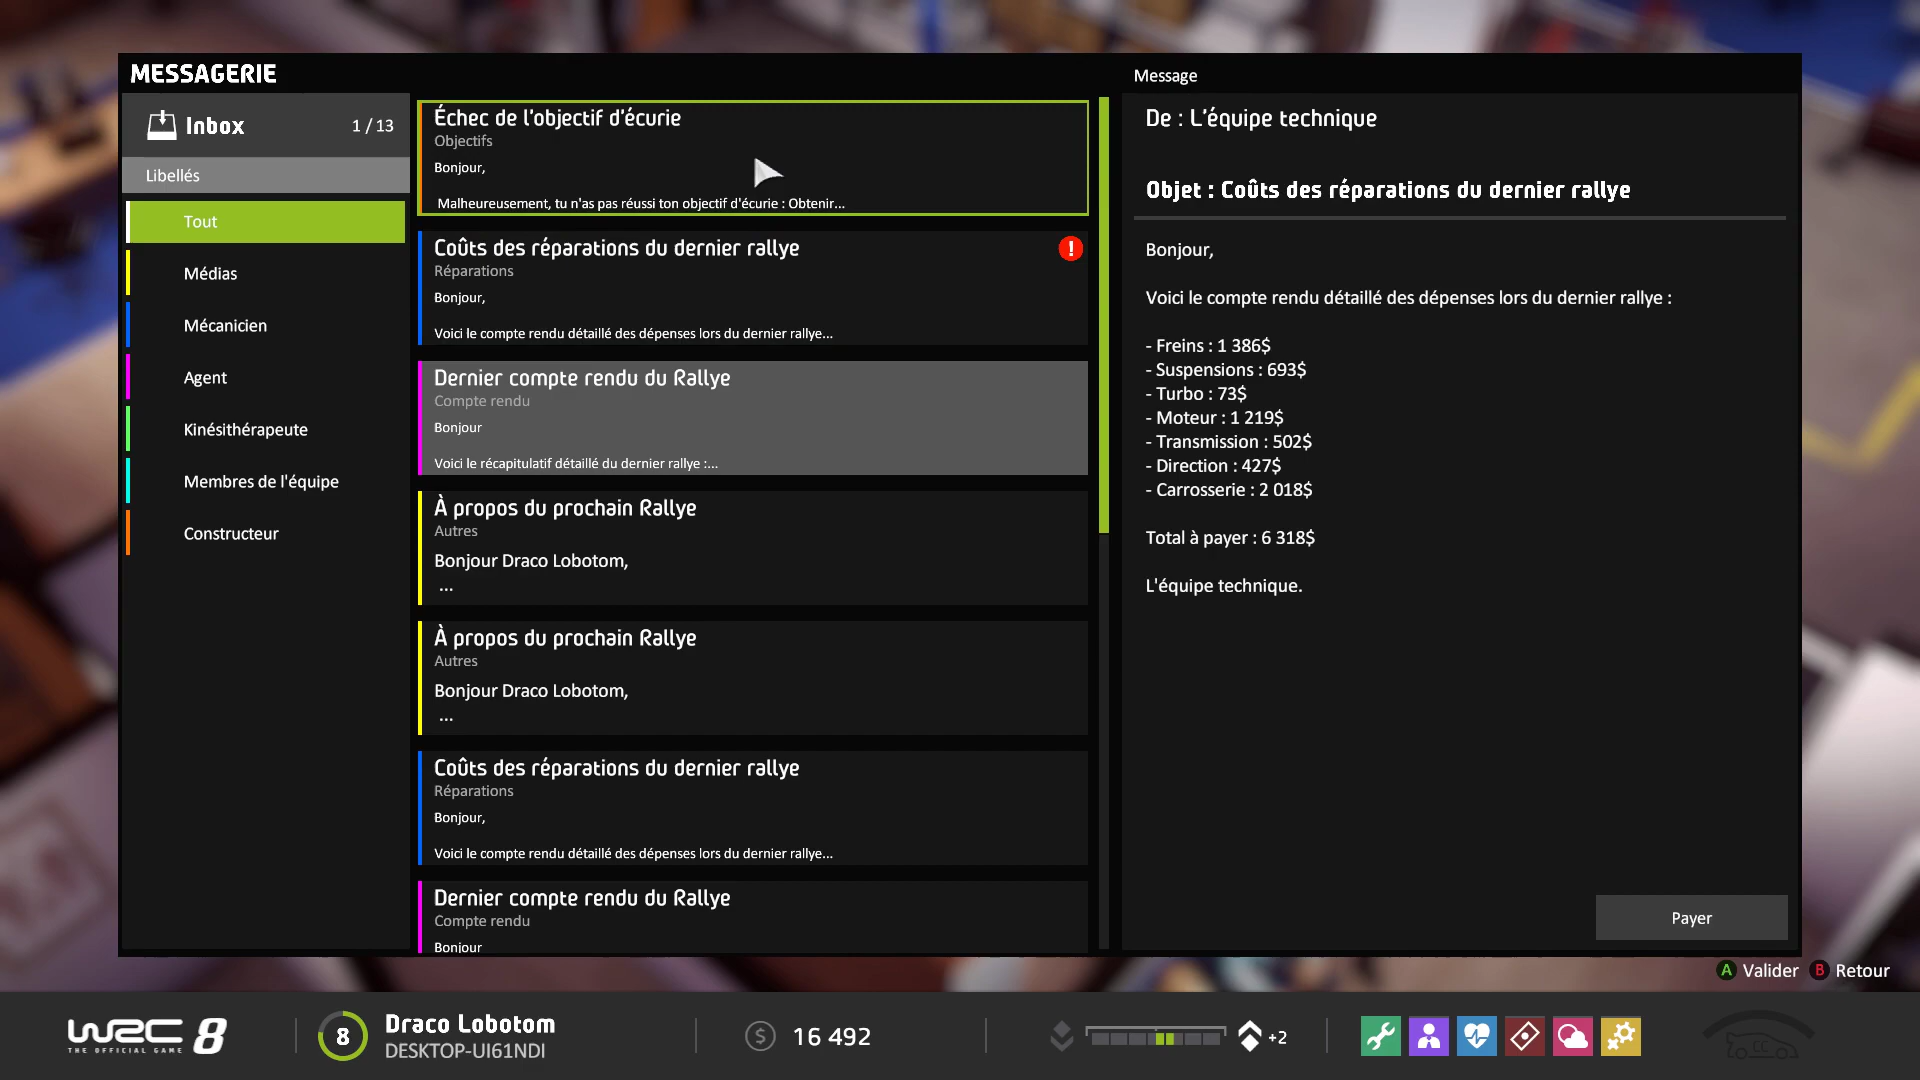 MESSAGERIE
Inbox
1 / 13
Libellés
Tout
Médias
Mécanicien
Agent
Kinésithérapeute
Membres de l'équipe
Constructeur
Échec de l'objectif d'écurie
Objectifs
Bonjour,
Malheureusement, tu n'as pas réussi ton objectif d'écurie : Obtenir...
Coûts des réparations du dernier rallye
!
Réparations
Bonjour,
Voici le compte rendu détaillé des dépenses lors du dernier rallye...
Dernier compte rendu du Rallye
Compte rendu
Bonjour
Voici le récapitulatif détaillé du dernier rallye :...
À propos du prochain Rallye
Autres
Bonjour Draco Lobotom,
...
À propos du prochain Rallye
Autres
Bonjour Draco Lobotom,
...
Coûts des réparations du dernier rallye
Réparations
Bonjour,
Voici le compte rendu détaillé des dépenses lors du dernier rallye...
Dernier compte rendu du Rallye
Compte rendu
Bonjour
Message
De : L'équipe technique
Objet : Coûts des réparations du dernier rallye
Bonjour,
Voici le compte rendu détaillé des dépenses lors du dernier rallye :
- Freins : 1 386$
- Suspensions : 693$
- Turbo : 73$
- Moteur : 1 219$
- Transmission : 502$
- Direction : 427$
- Carrosserie : 2 018$
Total à payer : 6 318$
L'équipe technique.
Payer
A Valider B Retour
WRC 8
THE OFFICIAL GAME
8
Draco Lobotom
DESKTOP-UI61NDI
$ 16 492
+2